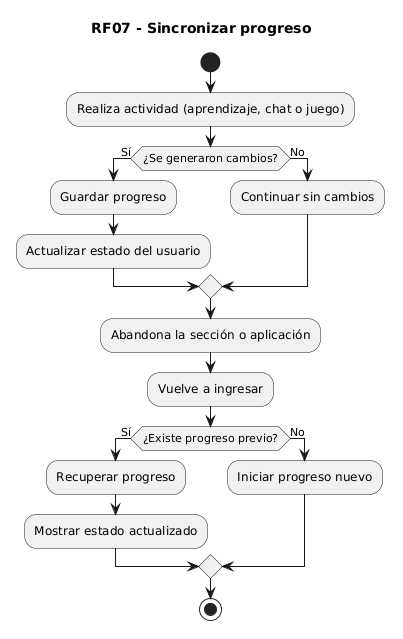 RF07 - Sincronizar progreso
Realiza actividad (aprendizaje, chat o juego)
¿Se generaron cambios?
Sí
No
Guardar progreso
Continuar sin cambios
Actualizar estado del usuario
Abandona la sección o aplicación
Vuelve a ingresar
¿Existe progreso previo?
Sí
No
Recuperar progreso
Iniciar progreso nuevo
Mostrar estado actualizado